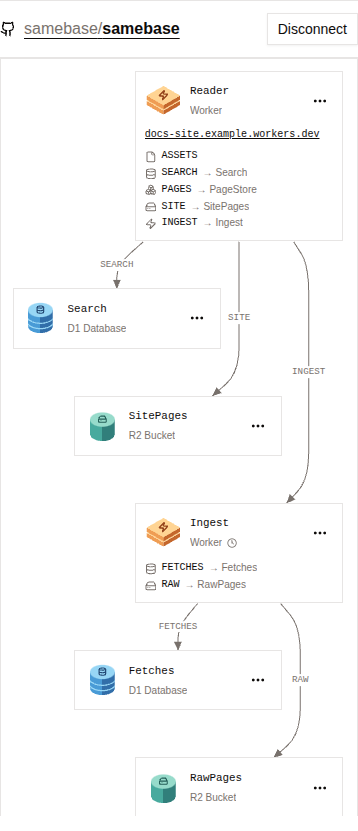 samebase/samebase
Disconnect
Reader
Worker
docs-site.example.workers.dev
ASSETS
SEARCH → Search
PAGES → PageStore
SITE → SitePages
INGEST → Ingest
SEARCH
Search
D1 Database
SITE
INGEST
SitePages
R2 Bucket
Ingest
Worker
FETCHES → Fetches
RAW → RawPages
FETCHES
Fetches
D1 Database
RAW
RawPages
R2 Bucket